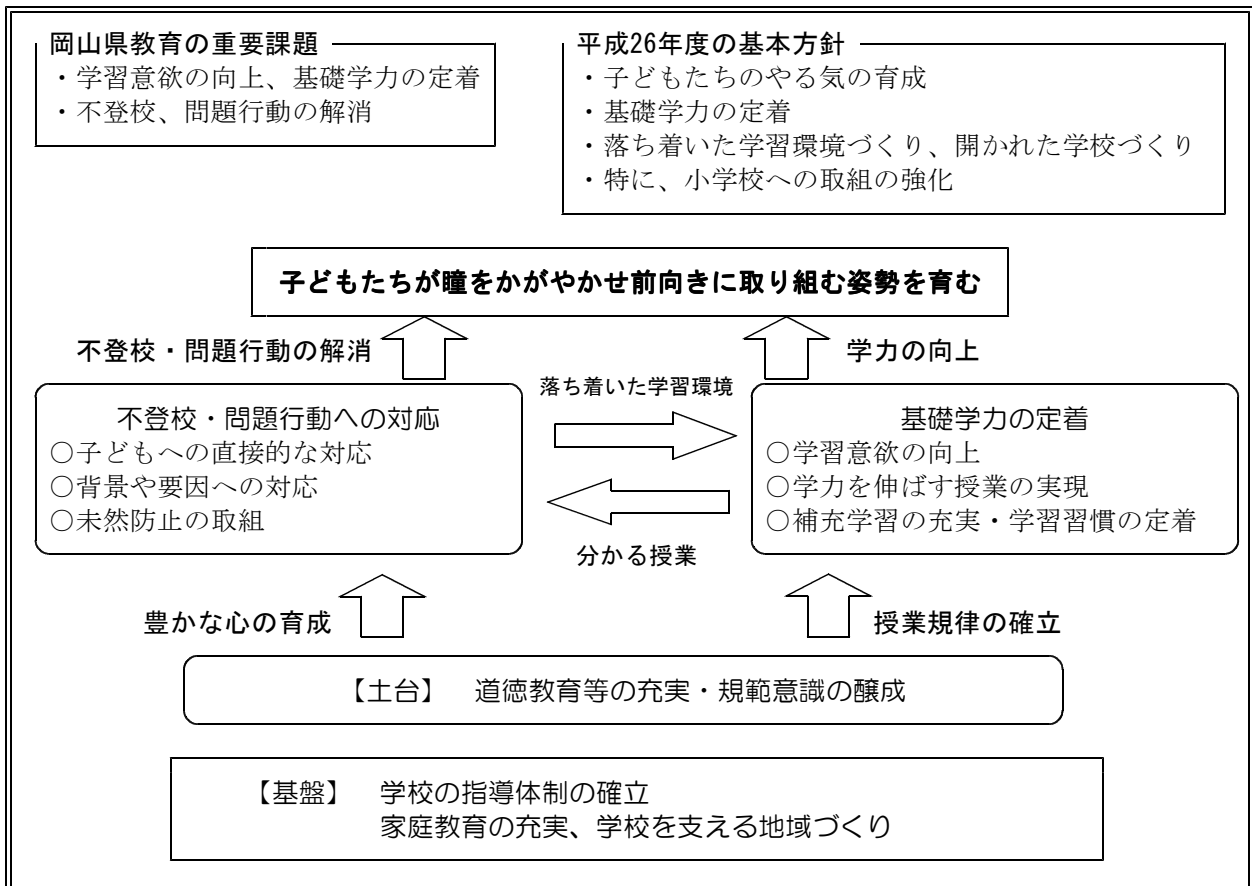 岡山県教育の重要課題
・学習意欲の向上、基礎学力の定着
・不登校、問題行動の解消
平成26年度の基本方針
・子どもたちのやる気の育成
・基礎学力の定着
・落ち着いた学習環境づくり、開かれた学校づくり
・特に、小学校への取組の強化
子どもたちが瞳をかがやかせ前向きに取り組む姿勢を育む
不登校・問題行動の解消
学力の向上
不登校・問題行動への対応
○子どもへの直接的な対応
○背景や要因への対応
○未然防止の取組
落ち着いた学習環境
分かる授業
基礎学力の定着
○学習意欲の向上
○学力を伸ばす授業の実現
○補充学習の充実・学習習慣の定着
豊かな心の育成
授業規律の確立
【土台】 道徳教育等の充実・規範意識の醸成
【基盤】 学校の指導体制の確立
家庭教育の充実、学校を支える地域づくり